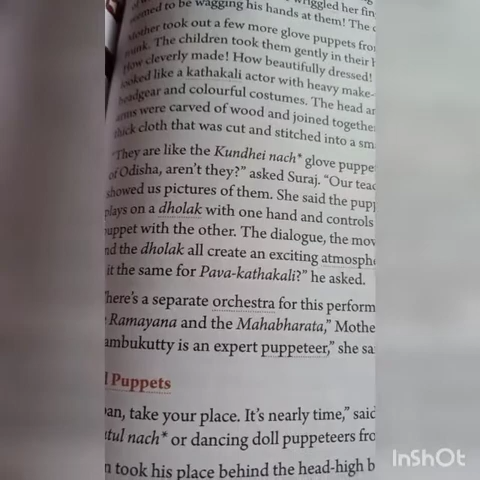 wriggled her fin
seemed to be wagging his hands at them! The
Mother took out a few more glove puppets fro
trunk. The children took them gently in their
How cleverly made! How beautifully dressed!
looked like a kathakali actor with heavy make-
headgear and colourful costumes. The head an
arms were carved of wood and joined togethe
thick cloth that was cut and stitched into a sm
"They are like the Kundhei nach* glove puppe
of Odisha, aren't they?" asked Suraj. "Our teac
showed us pictures of them. She said the pupp
plays on a dholak with one hand and controls
puppet with the other. The dialogue, the mov
nd the dholak all create an exciting atmosphe
it the same for Pava-kathakali?" he asked.
here's a separate orchestra for this perform
Ramayana and the Mahabharata," Mothe
ambukutty is an expert puppeteer," she sa
l Puppets
an, take your place. It's nearly time," said
utul nach* or dancing doll puppeteers fro
n took his place behind the head-high b
InShOt